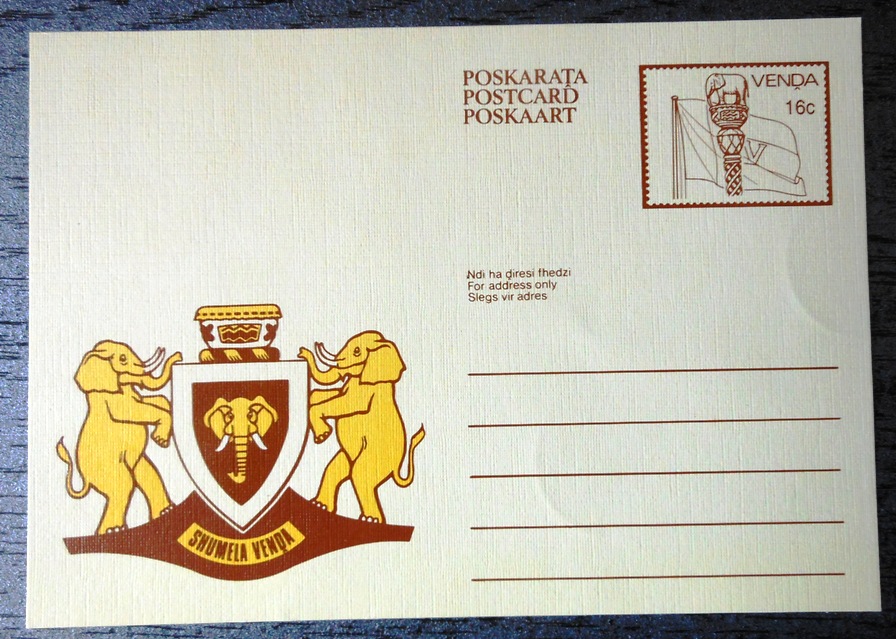 POSKARAṰA
POSTCARD
POSKAART
VENḒA
16c
V
Ndi ha ḓiresi fhedzi
For address only
Slegs vir adres
SHUMELA VENḒA